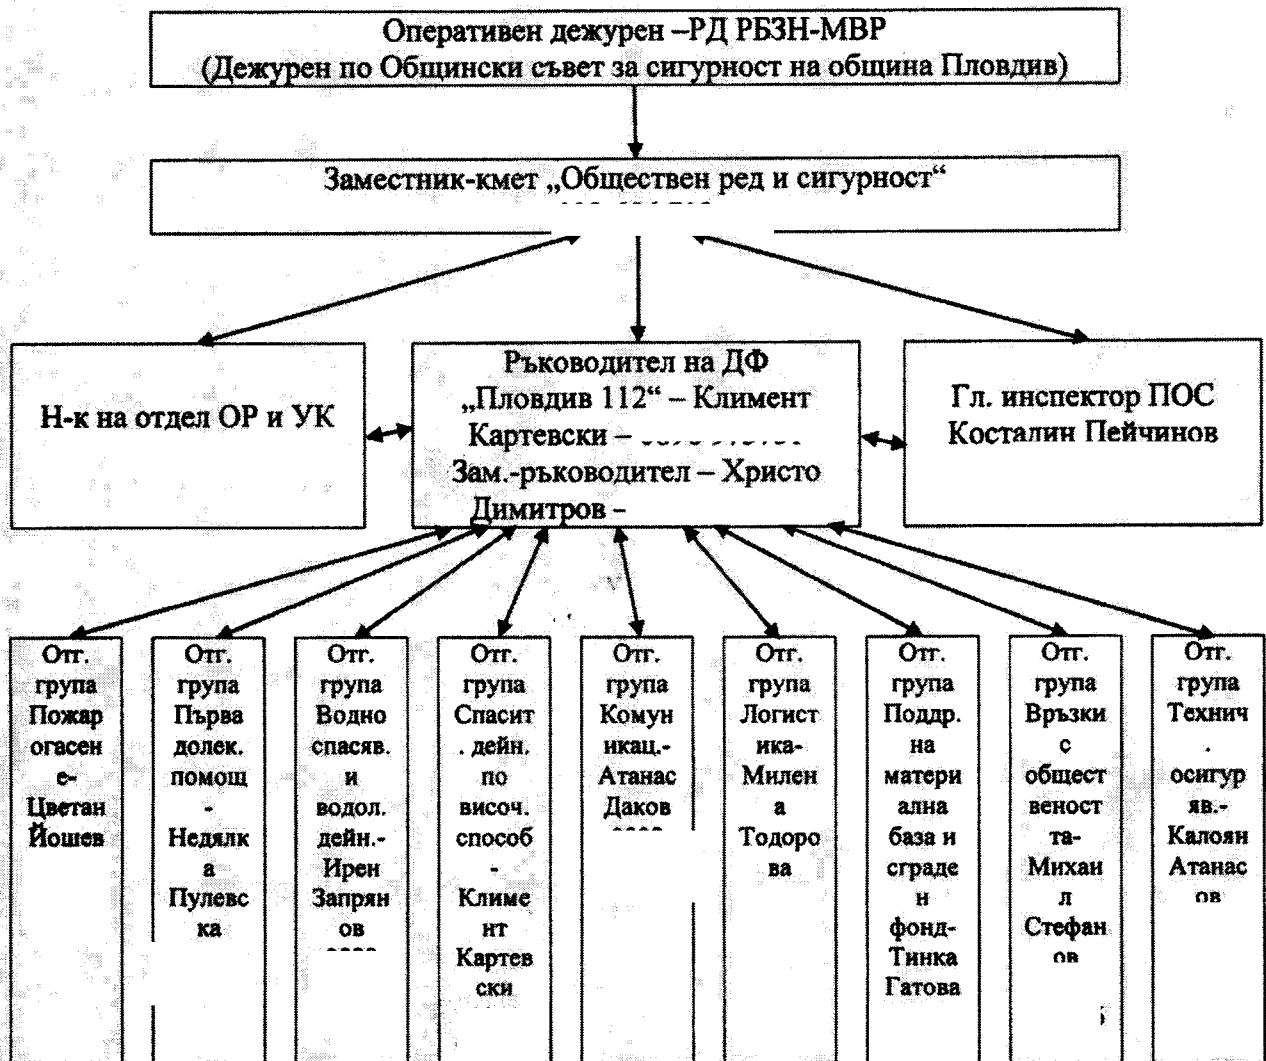 Оперативен дежурен –РД РБЗН-МВР
(Дежурен по Общински съвет за сигурност на община Пловдив)
Заместник-кмет „Обществен ред и сигурност“
Н-к на отдел ОР и УК
Ръководител на ДФ
„Пловдив 112“ – Климент
Картевски –
Зам.-ръководител – Христо
Димитров –
Гл. инспектор ПОС
Косталин Пейчинов
Отг.
група
Пожар
огасен
е-
Цветан
Йошев
Отг.
група
Първа
долек.
помощ
-
Недялк
а
Пулевс
ка
Отг.
група
Водно
спасяв.
и
водол.
дейн.-
Ирен
Запрян
ов
Отг.
група
Спасит
. дейн.
по
височ.
способ
-
Климе
нт
Картев
ски
Отг.
група
Комун
икац.-
Атанас
Даков
Отг.
група
Логист
ика-
Милен
а
Тодоро
ва
Отг.
група
Поддр.
на
матери
ална
база и
сграде
н
фонд-
Тинка
Гатова
Отг.
група
Връзки
с
общест
веност
та-
Михаи
л
Стефан
ов
Отг.
група
Технич
.
осигур
яв.-
Калоян
Атанас
ов